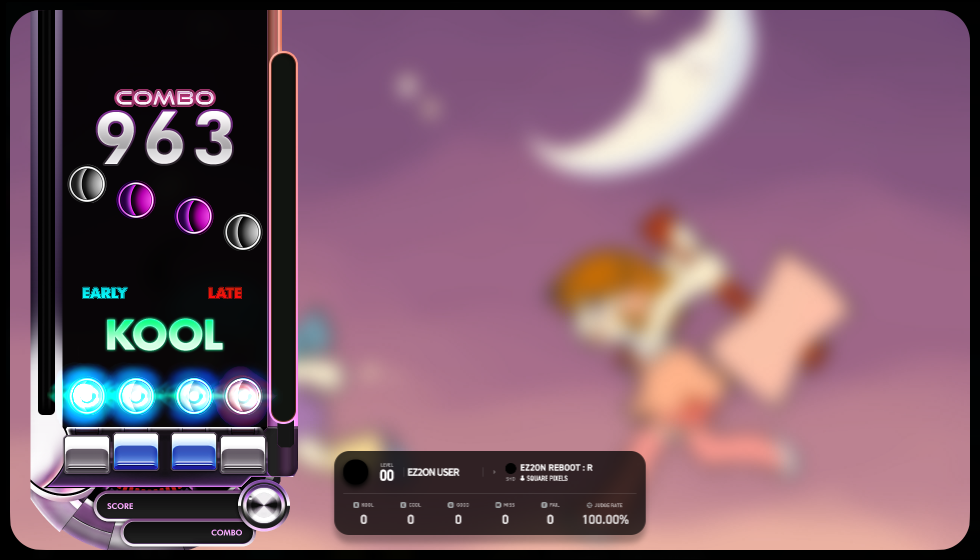 COMBO
963
EARLY LATE
KOOL
SCORE
COMBO
LEVEL
00 EZ2ON USER
EZ2ON REBOOT : R
SQUARE PIXELS
KOOL COOL GOOD MISS FAIL JUDGE RATE
0 0 0 0 0 100.00%